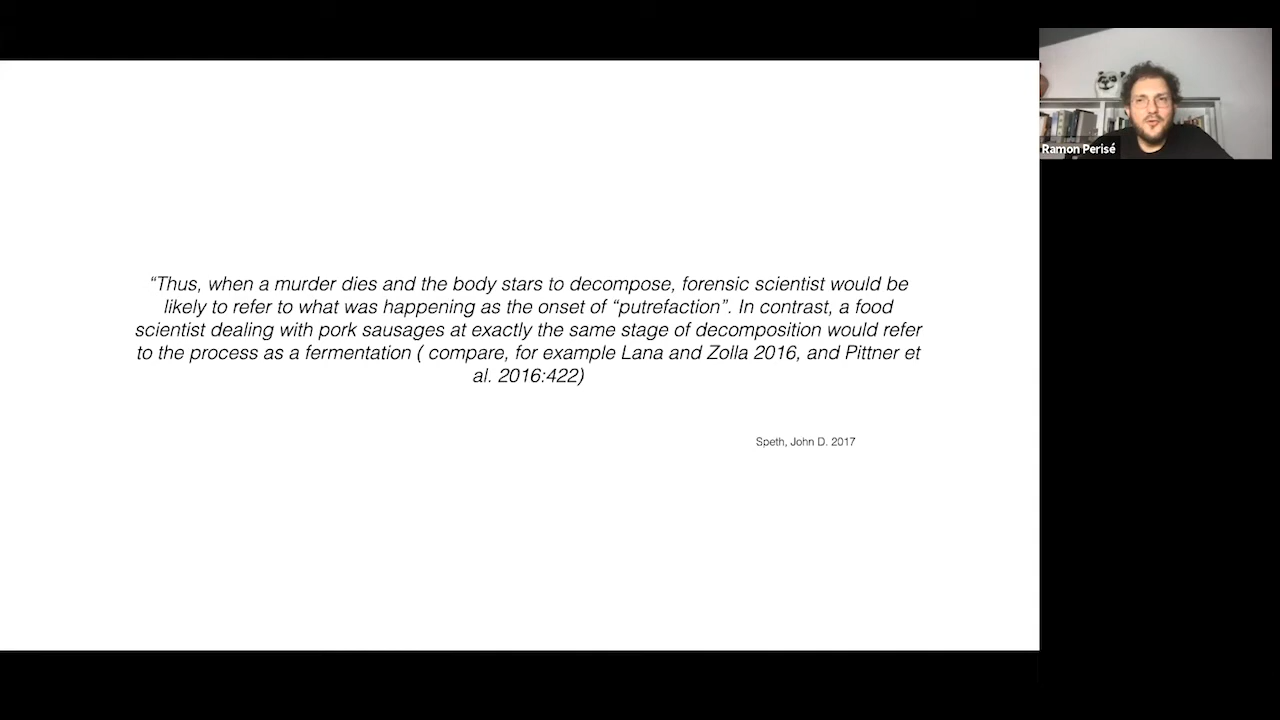 “Thus, when a murder dies and the body stars to decompose, forensic scientist would be
likely to refer to what was happening as the onset of “putrefaction”. In contrast, a food
scientist dealing with pork sausages at exactly the same stage of decomposition would refer
to the process as a fermentation ( compare, for example Lana and Zolla 2016, and Pittner et
al. 2016:422)
Speth, John D. 2017
Ramon Perisé